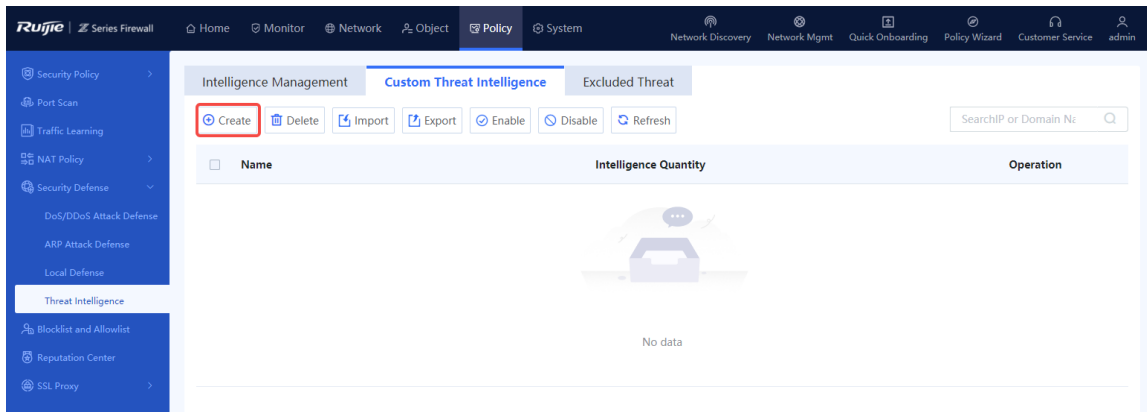 Ruijie | Z Series Firewall
Home Monitor Network Object Policy System Network Discovery Network Mgmt Quick Onboarding Policy Wizard Customer Service admin
Security Policy
Port Scan
Traffic Learning
NAT Policy
Security Defense
DoS/DDoS Attack Defense
ARP Attack Defense
Local Defense
Threat Intelligence
Blocklist and Allowlist
Reputation Center
SSL Proxy
Intelligence Management Custom Threat Intelligence Excluded Threat
Create Delete Import Export Enable Disable Refresh SearchIP or Domain Na
Name Intelligence Quantity Operation
No data